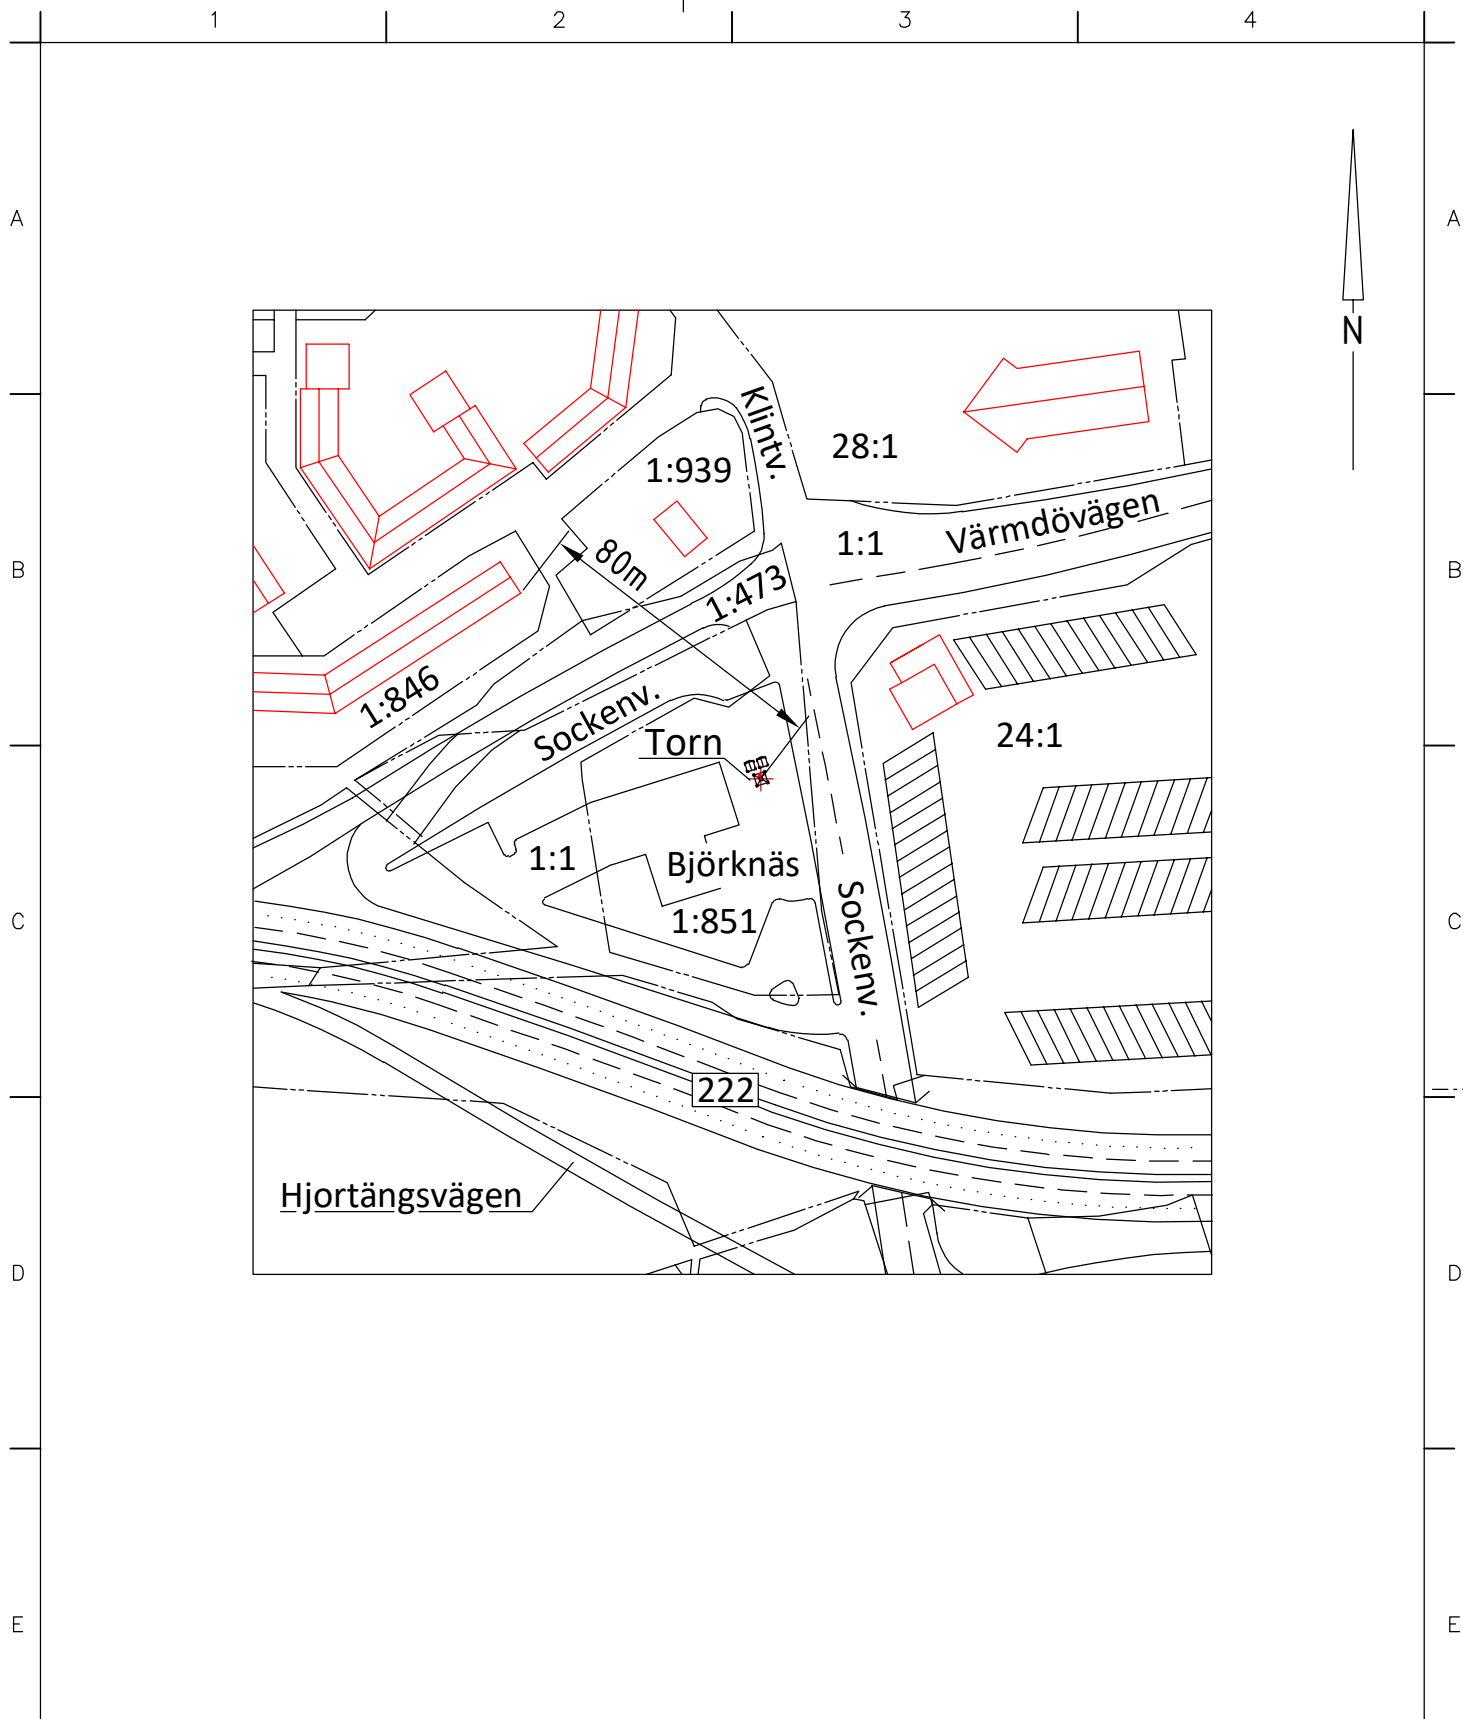 1 2 3 4
A A
N
Klintv.
28:1
1:939
Värmdövägen
1:1
B B
80m
1:473
1:846
Sockenv.
24:1
Torn
1:1
Björknäs
1:851
Sockenv.
C C
222
Hjortängsvägen
D D
E E